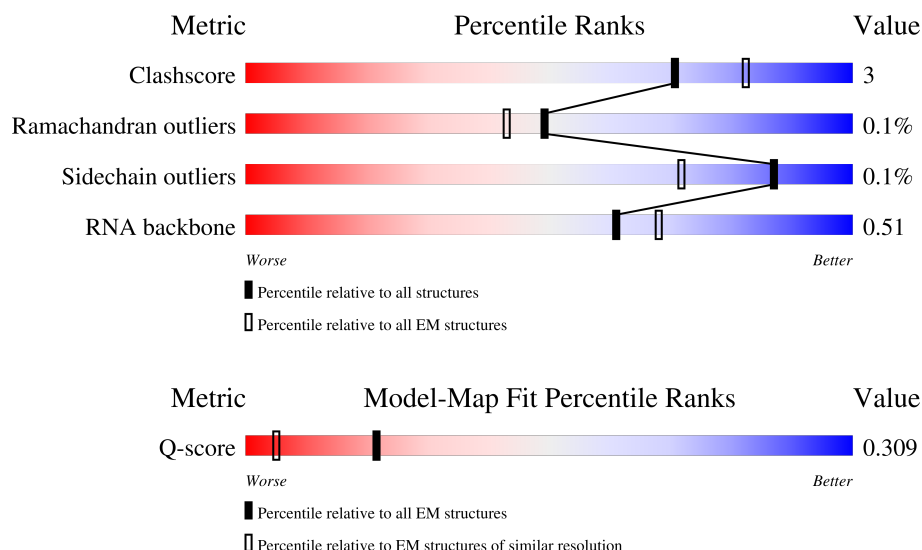 Metric Percentile Ranks Value
Clashscore 3
Ramachandran outliers 0.1%
Sidechain outliers 0.1%
RNA backbone 0.51
Worse Better
Percentile relative to all structures
Percentile relative to all EM structures
Metric Model-Map Fit Percentile Ranks Value
Q-score 0.309
Worse Better
Percentile relative to all EM structures
Percentile relative to EM structures of similar resolution